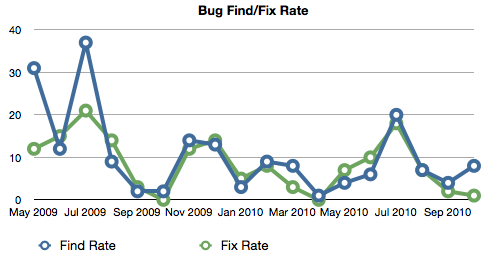 Bug Find/Fix Rate
40
30
20
10
0
May 2009 Jul 2009 Sep 2009 Nov 2009 Jan 2010 Mar 2010 May 2010 Jul 2010 Sep 2010
Find Rate Fix Rate